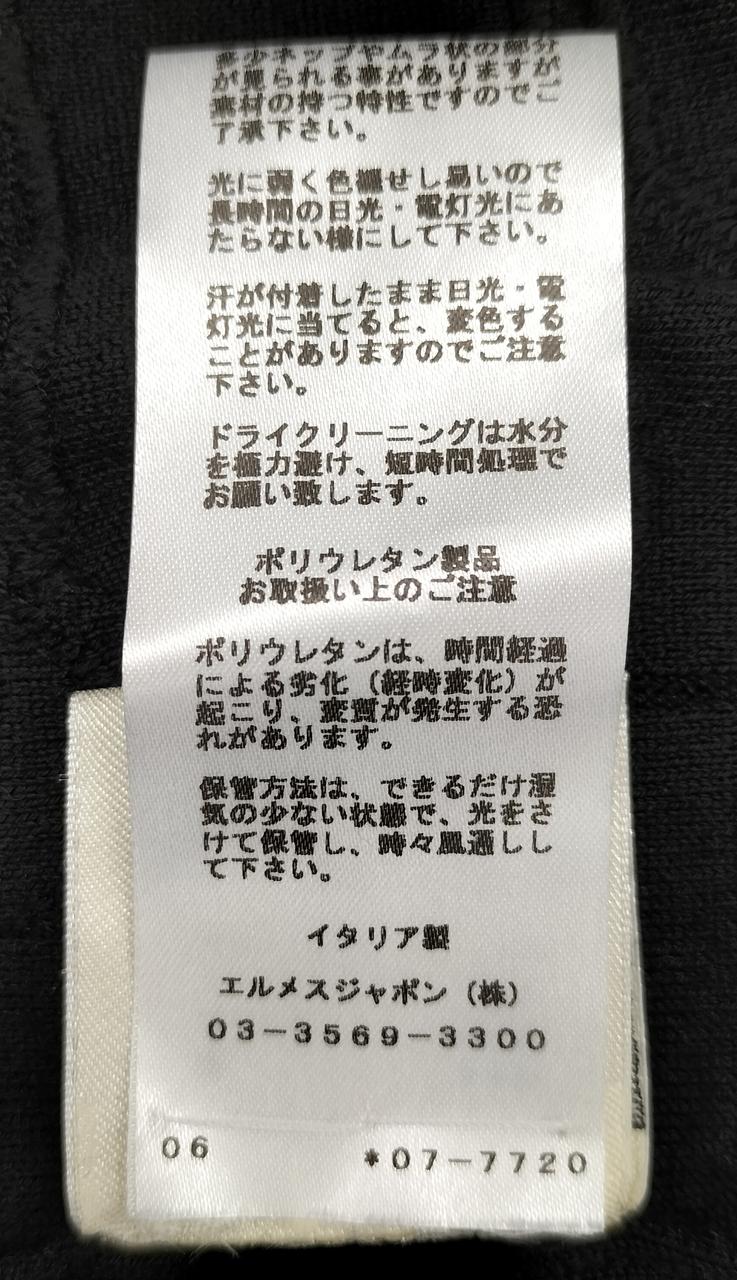 多少ネップやムラ状の部分
が見られる事がありますが
素材の持つ特性ですのでご
了承下さい。
光に弱く色褪せし易いので
長時間の日光・電灯光にあ
たらない様にして下さい。
汗が付着したまま日光・電
灯光に当てると、変色する
ことがありますのでご注意
下さい。
ドライクリーニングは水分
を極力避け、短時間処理で
お願い致します。
ポリウレタン製品
お取扱い上のご注意
ポリウレタンは、時間経過
による劣化（経時変化）が
起こり、変質が発生する恐
れがあります。
保管方法は、できるだけ湿
気の少ない状態で、光をさ
けて保管し、時々風通しし
て下さい。
イタリア製
エルメスジャポン（株）
03-3569-3300
06 *07-7720